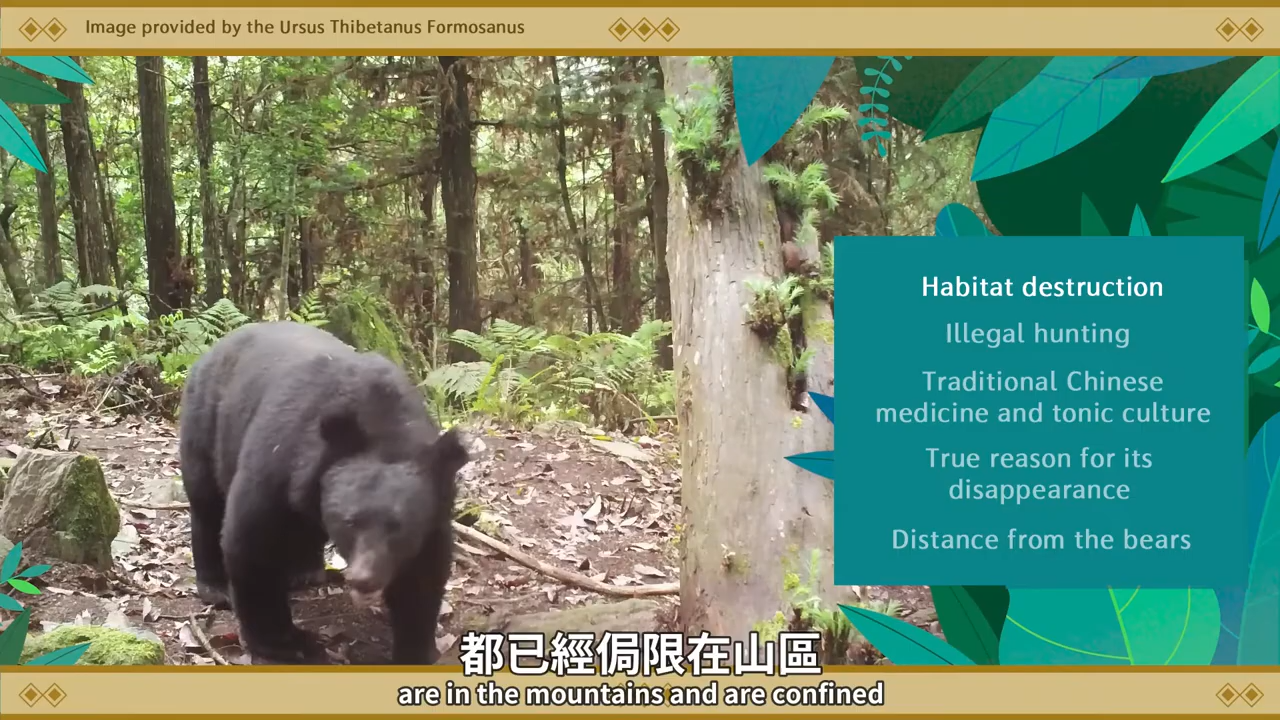 Image provided by the Ursus Thibetanus Formosanus
Habitat destruction
Illegal hunting
Traditional Chinese
medicine and tonic culture
True reason for its
disappearance
Distance from the bears
都已經侷限在山區
are in the mountains and are confined